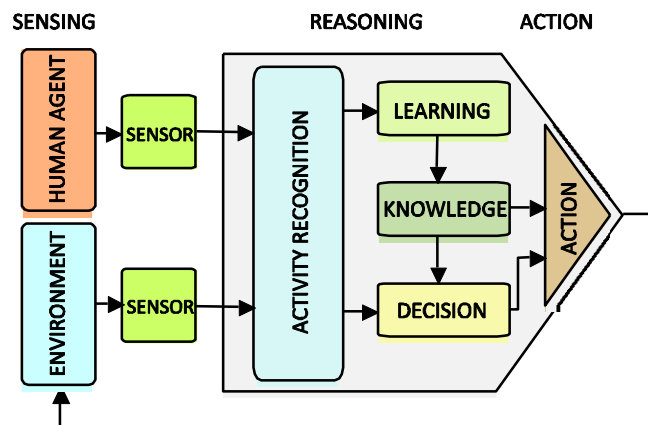 SENSING
REASONING
ACTION
HUMAN AGENT
SENSOR
ENVIRONMENT
SENSOR
ACTIVITY RECOGNITION
LEARNING
KNOWLEDGE
DECISION
ACTION